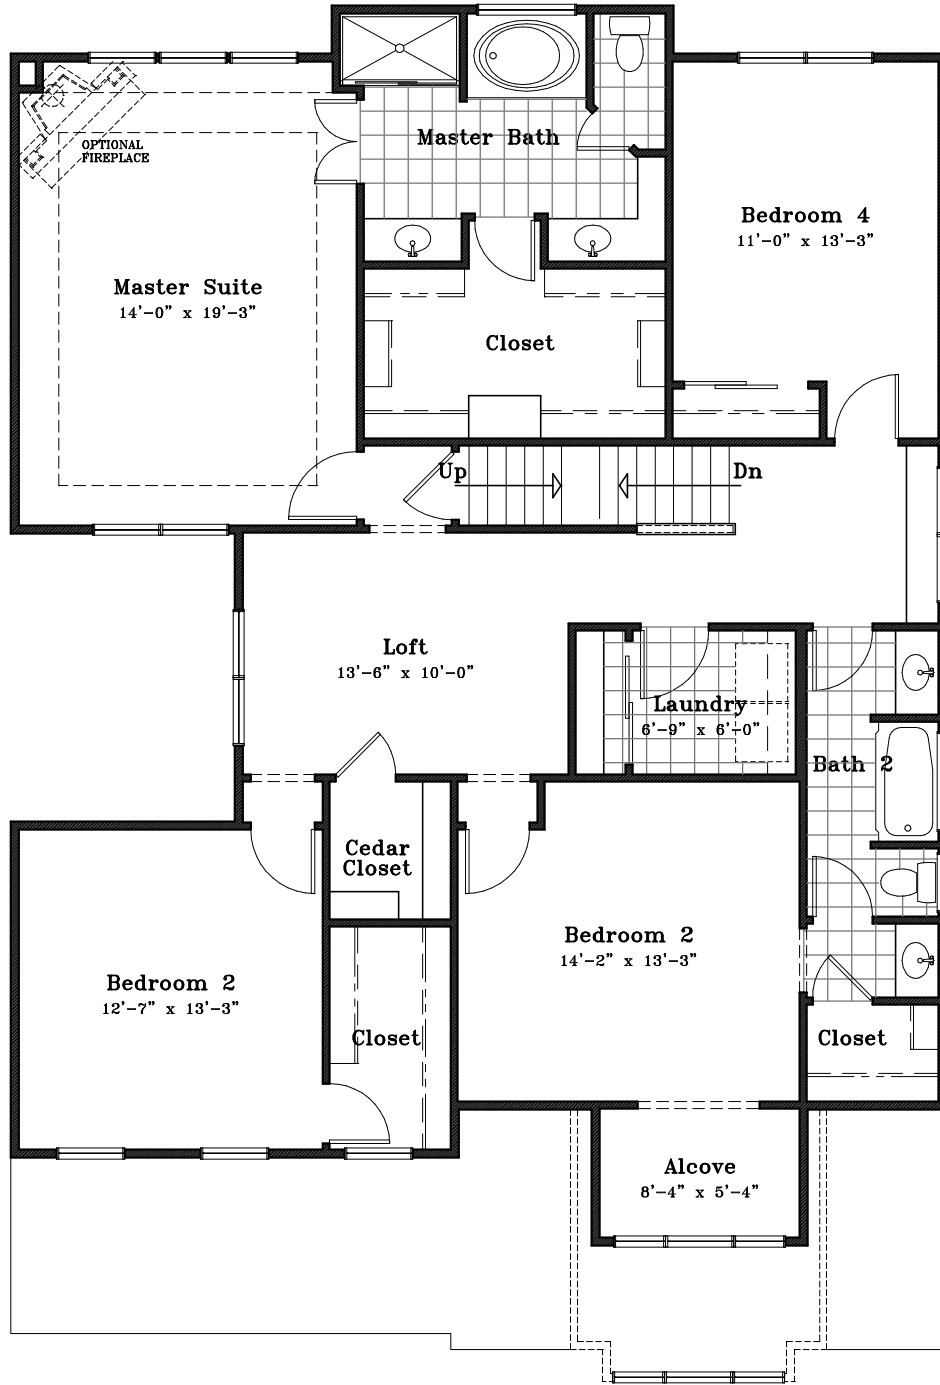 Master Bath
OPTIONAL
FIREPLACE
Bedroom 4
11'-0" x 13'-3"
Master Suite
14'-0" x 19'-3"
Closet
Up
Dn
Loft
13'-6" x 10'-0"
Laundry
6'-9" x 6'-0"
Bath 2
Cedar
Closet
Bedroom 2
14'-2" x 13'-3"
Bedroom 2
12'-7" x 13'-3"
Closet
Closet
Alcove
8'-4" x 5'-4"